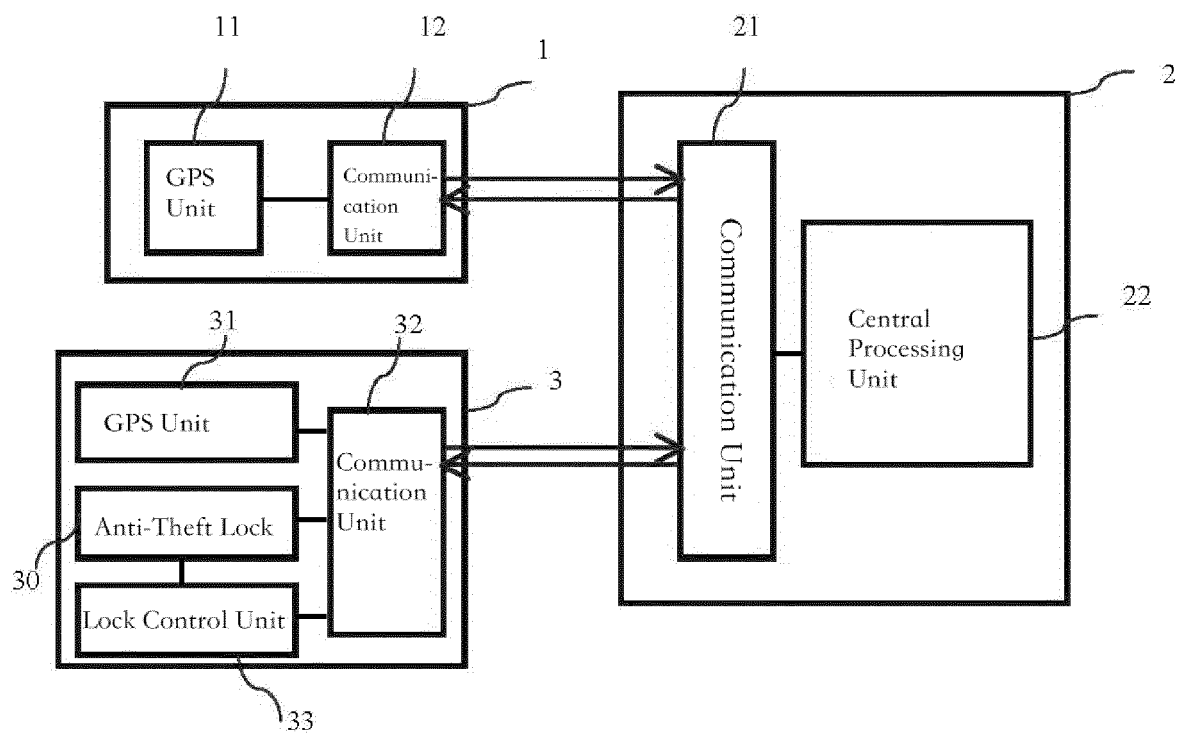 11
12
1
21
2
GPS
Unit
Communi-
cation
Unit
Communication Unit
Central
Processing
Unit
22
31
32
3
GPS Unit
Commu-
nication
Unit
Anti-Theft Lock
30
Lock Control Unit
33